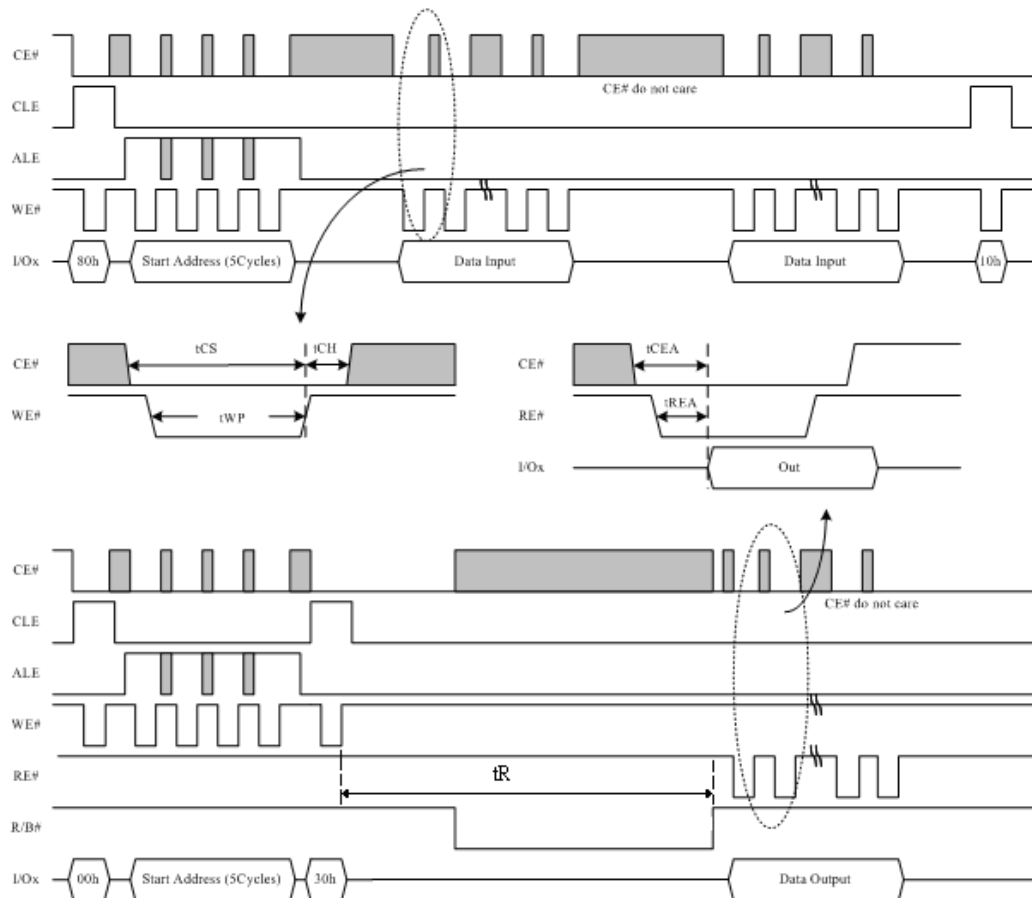 CE#
CE# do not care
CLE
ALE
WE#
I/Ox 80h Start Address (5Cycles) Data Input Data Input 10h
CE# tCS tCH
WE# tWP
CE# tCEA
RE# tREA
I/Ox Out
CE#
CE# do not care
CLE
ALE
WE#
RE# tR
R/B#
I/Ox 00h Start Address (5Cycles) 30h Data Output